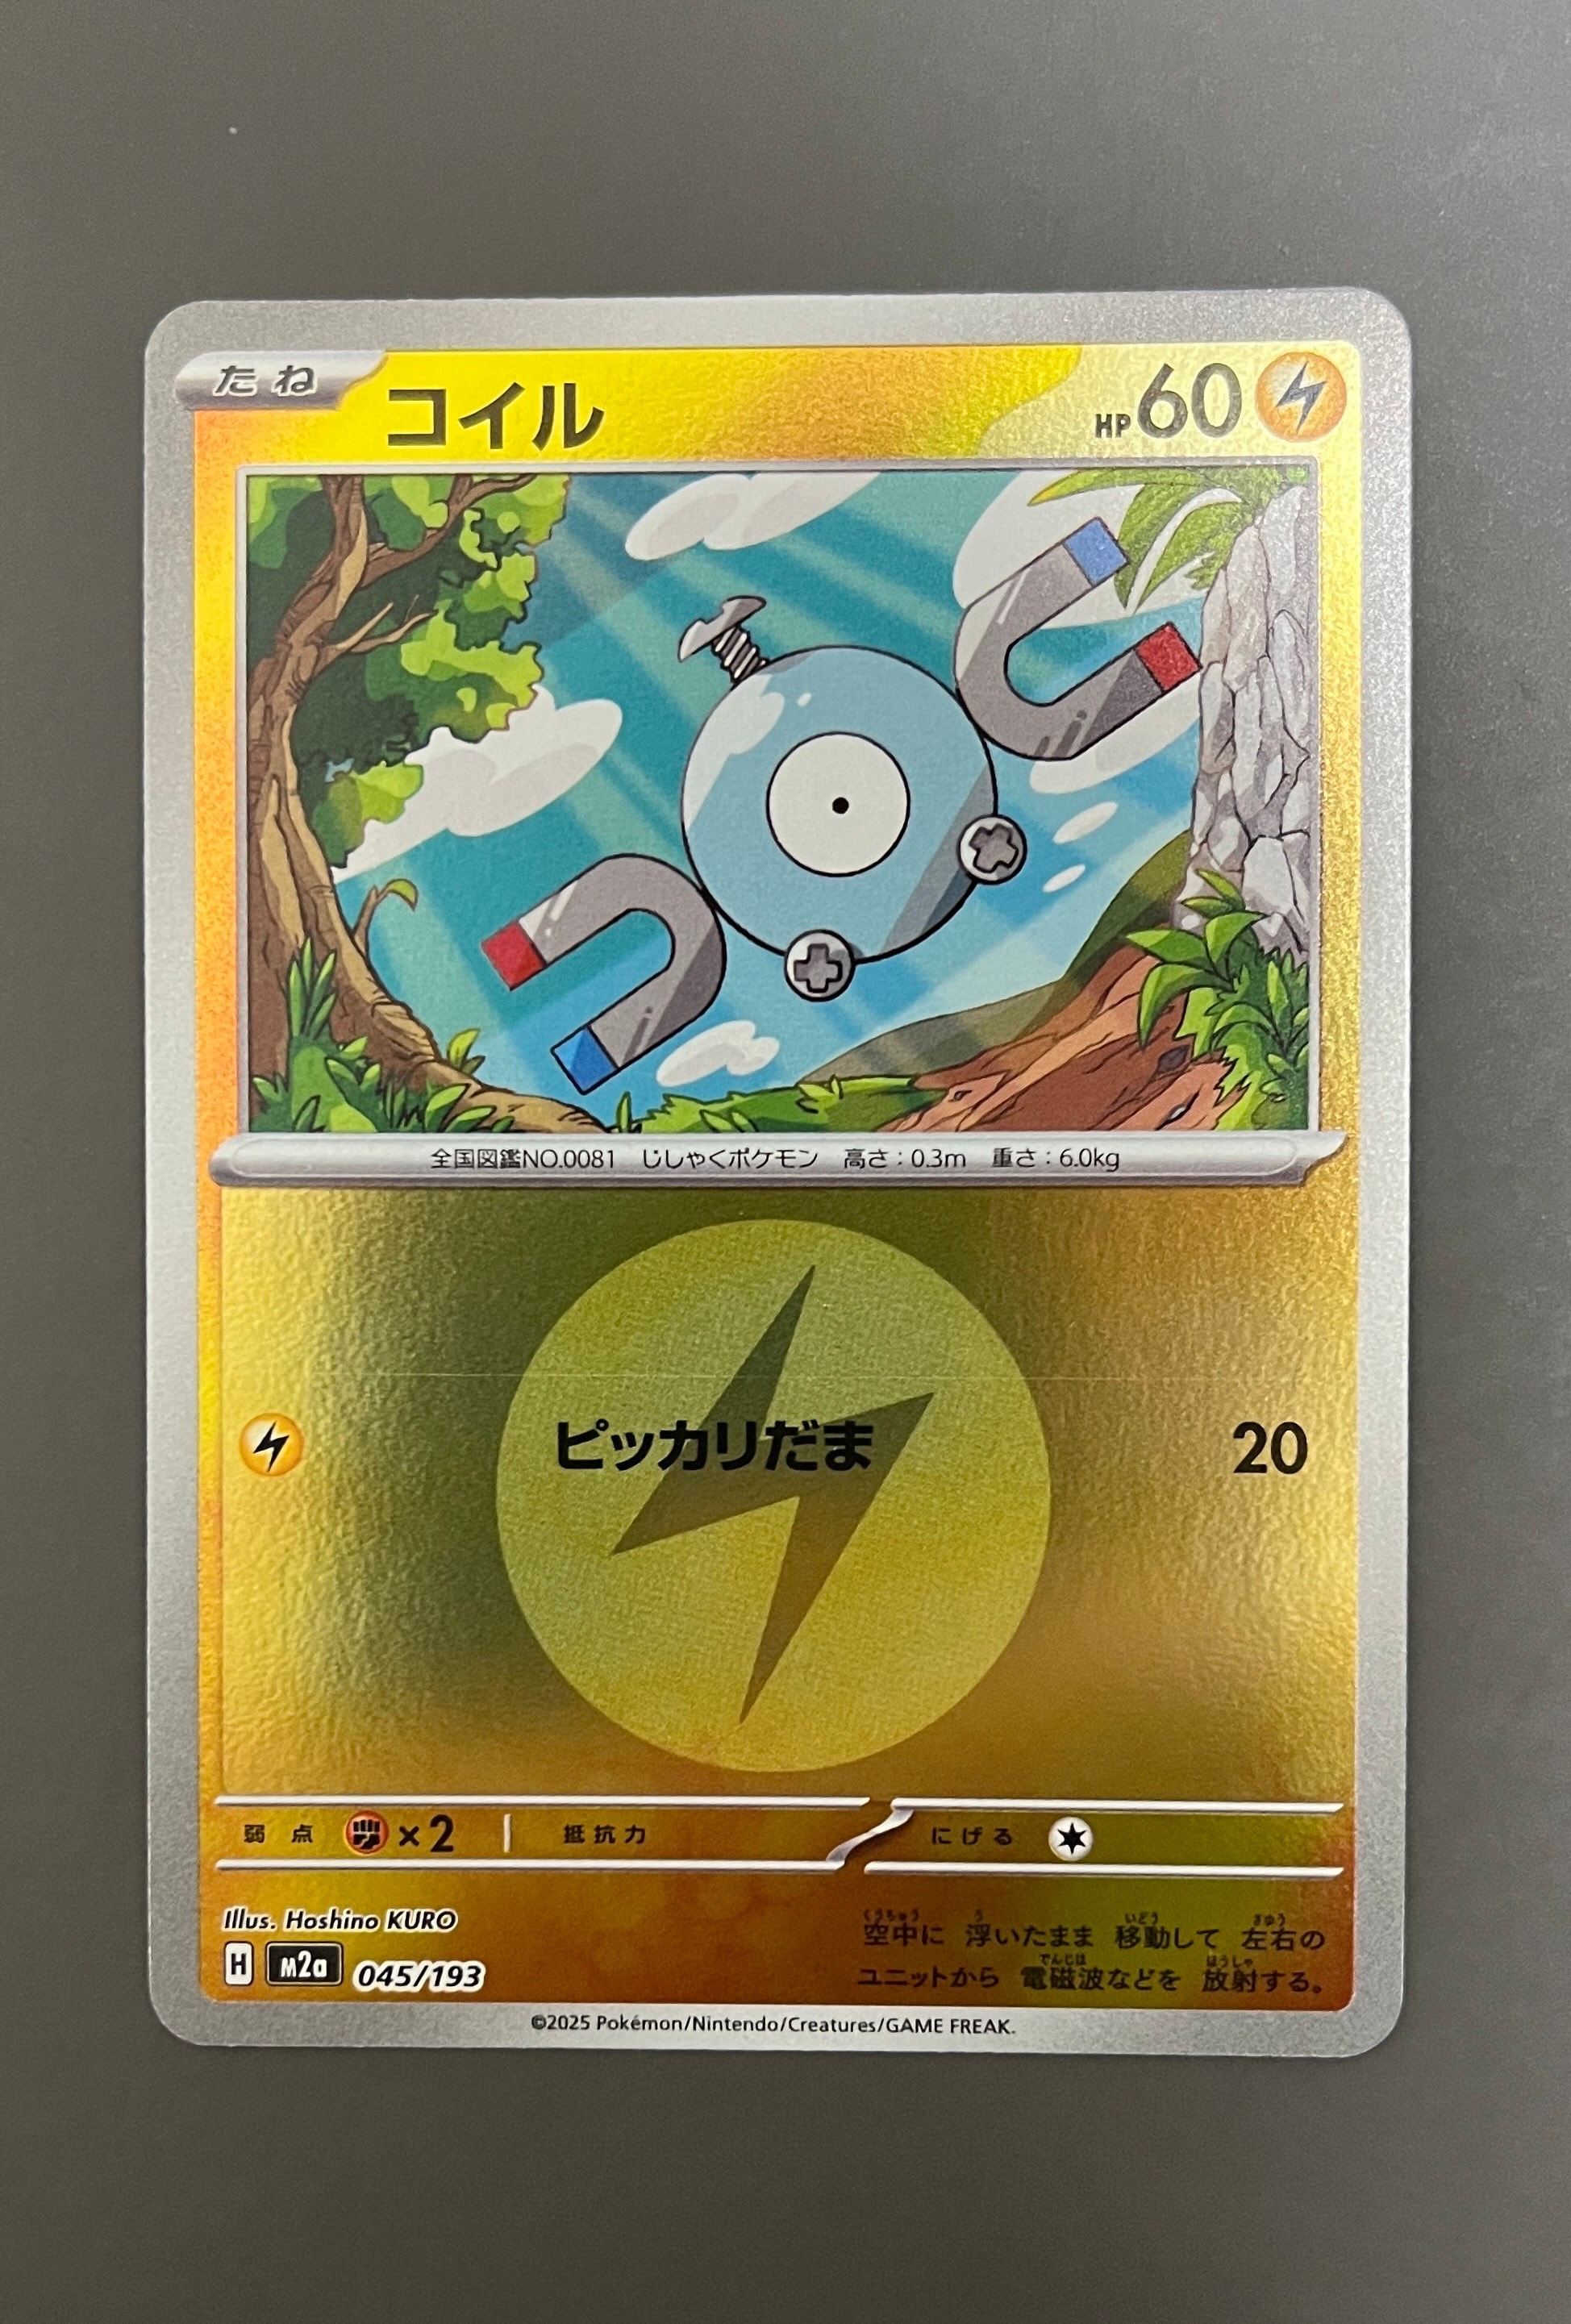 たね
コイル
HP60
全国図鑑NO.0081 じしゃくポケモン 高さ:0.3m 重さ:6.0kg
ピッカリだま 20
弱点 ×2 抵抗力 にげる
Illus. Hoshino KURO
H m2a 045/193
くうちゅう う いどう さゆう
空中に 浮いたまま 移動して 左右の
でんじは ほうしゃ
ユニットから 電磁波などを 放射する。
©2025 Pokémon/Nintendo/Creatures/GAME FREAK.